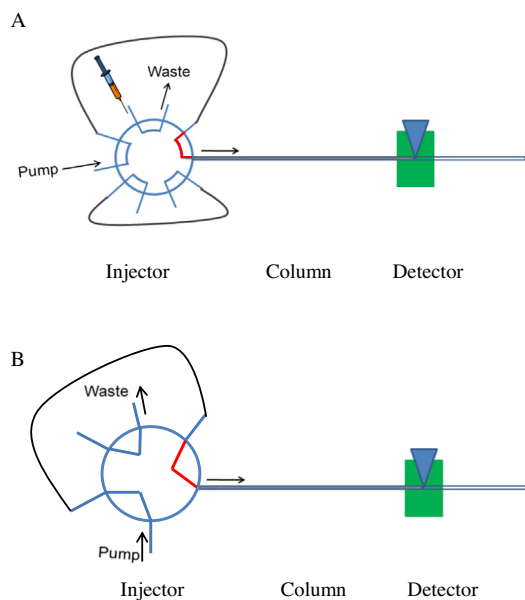 A
Waste
Pump
Injector Column Detector
B
Waste
Pump
Injector Column Detector